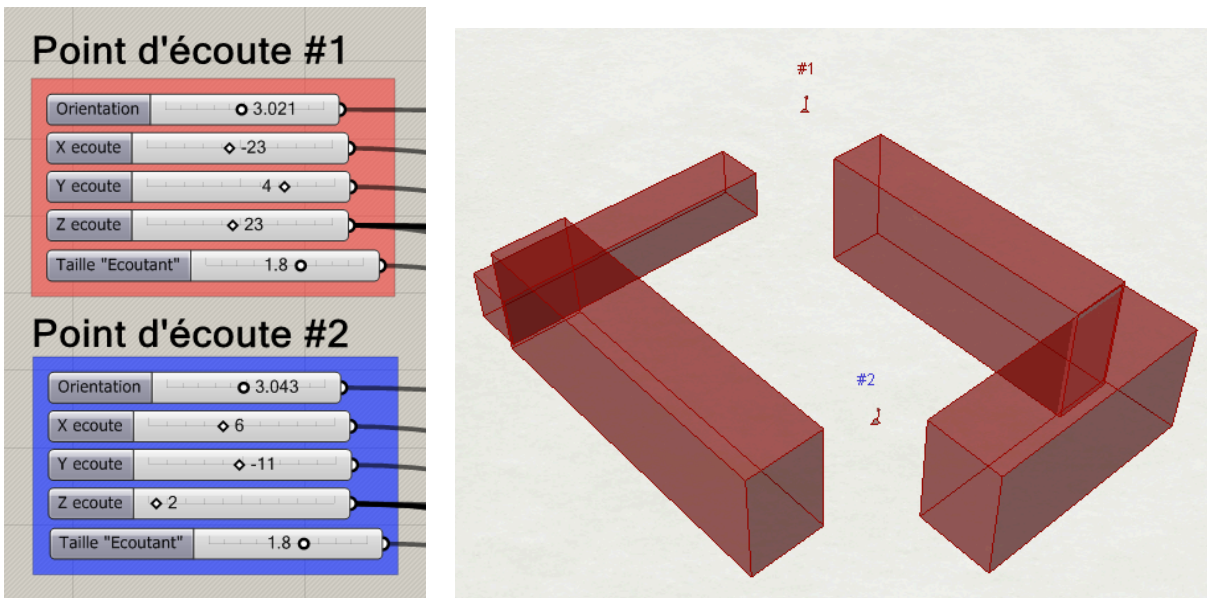 Point d'écoute #1
Orientation 3.021
X ecoute -23
Y ecoute 4
Z ecoute 23
Taille "Ecoutant" 1.8
Point d'écoute #2
Orientation 3.043
X ecoute 6
Y ecoute -11
Z ecoute 2
Taille "Ecoutant" 1.8
#1
#2